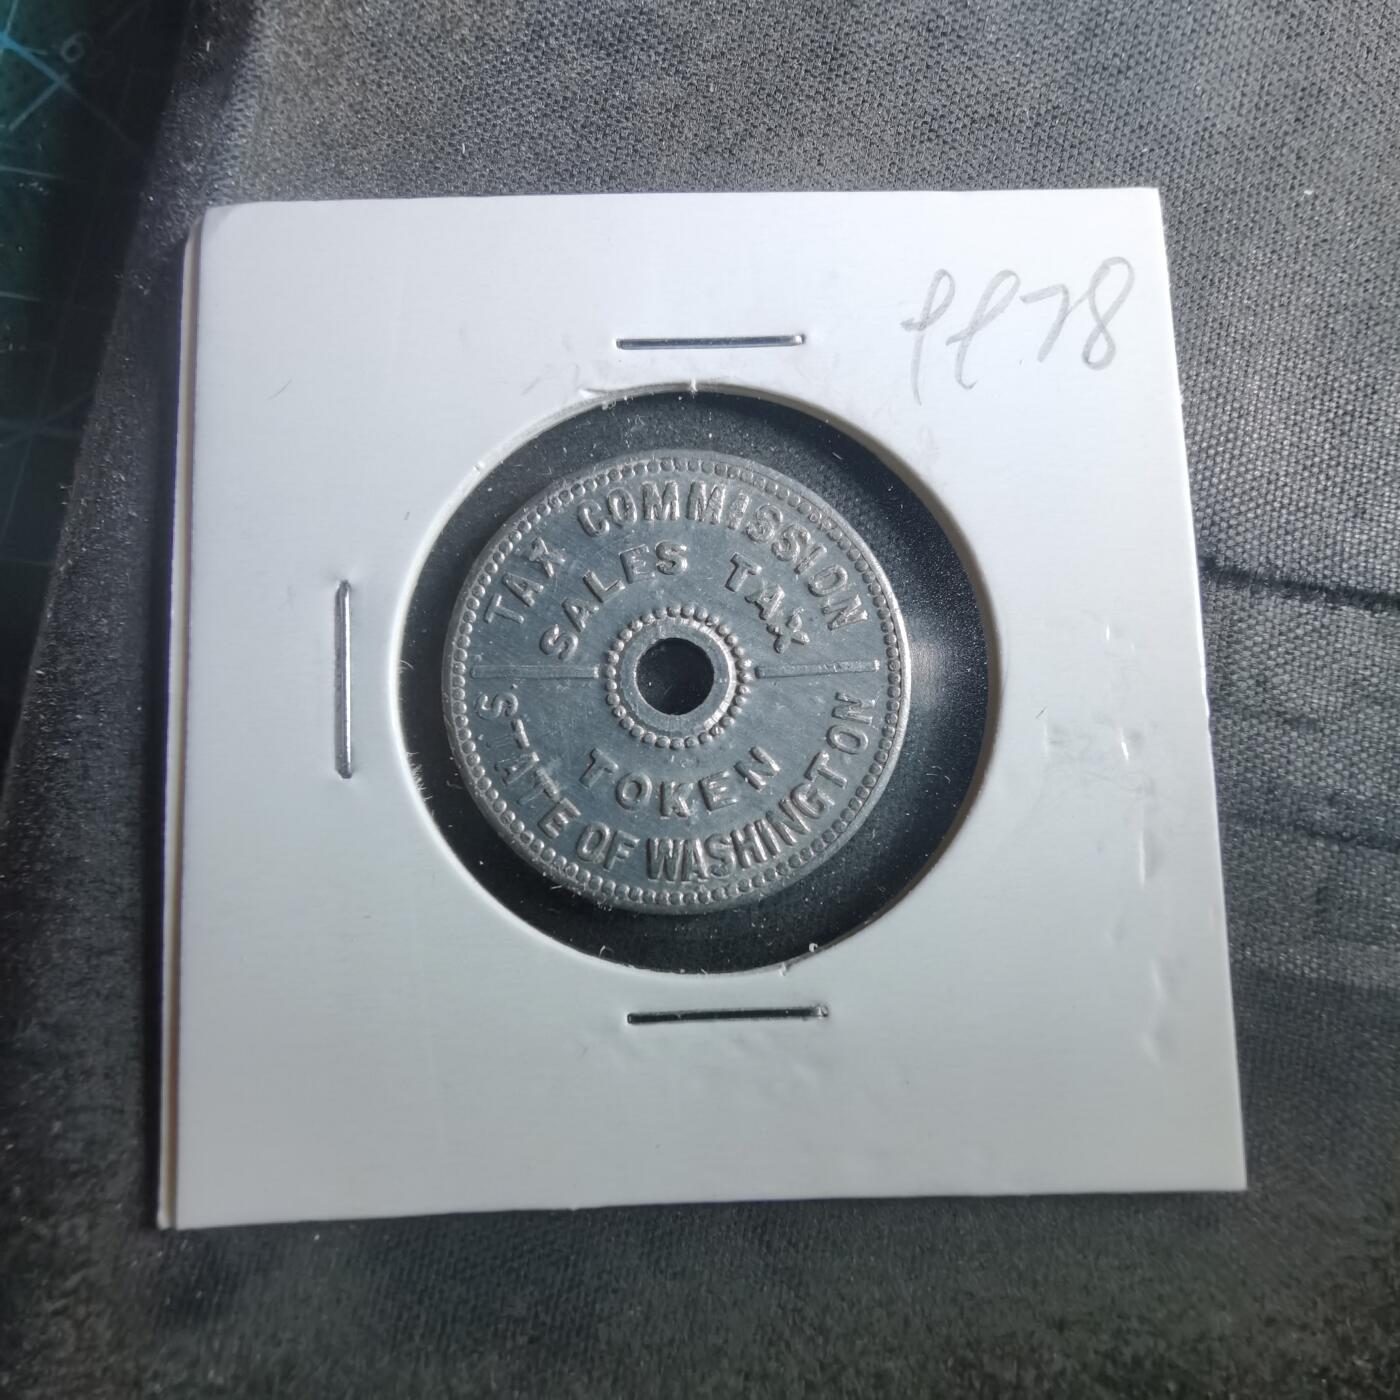 TAX COMMISSION
SALES TAX
TOKEN
STATE OF WASHINGTON